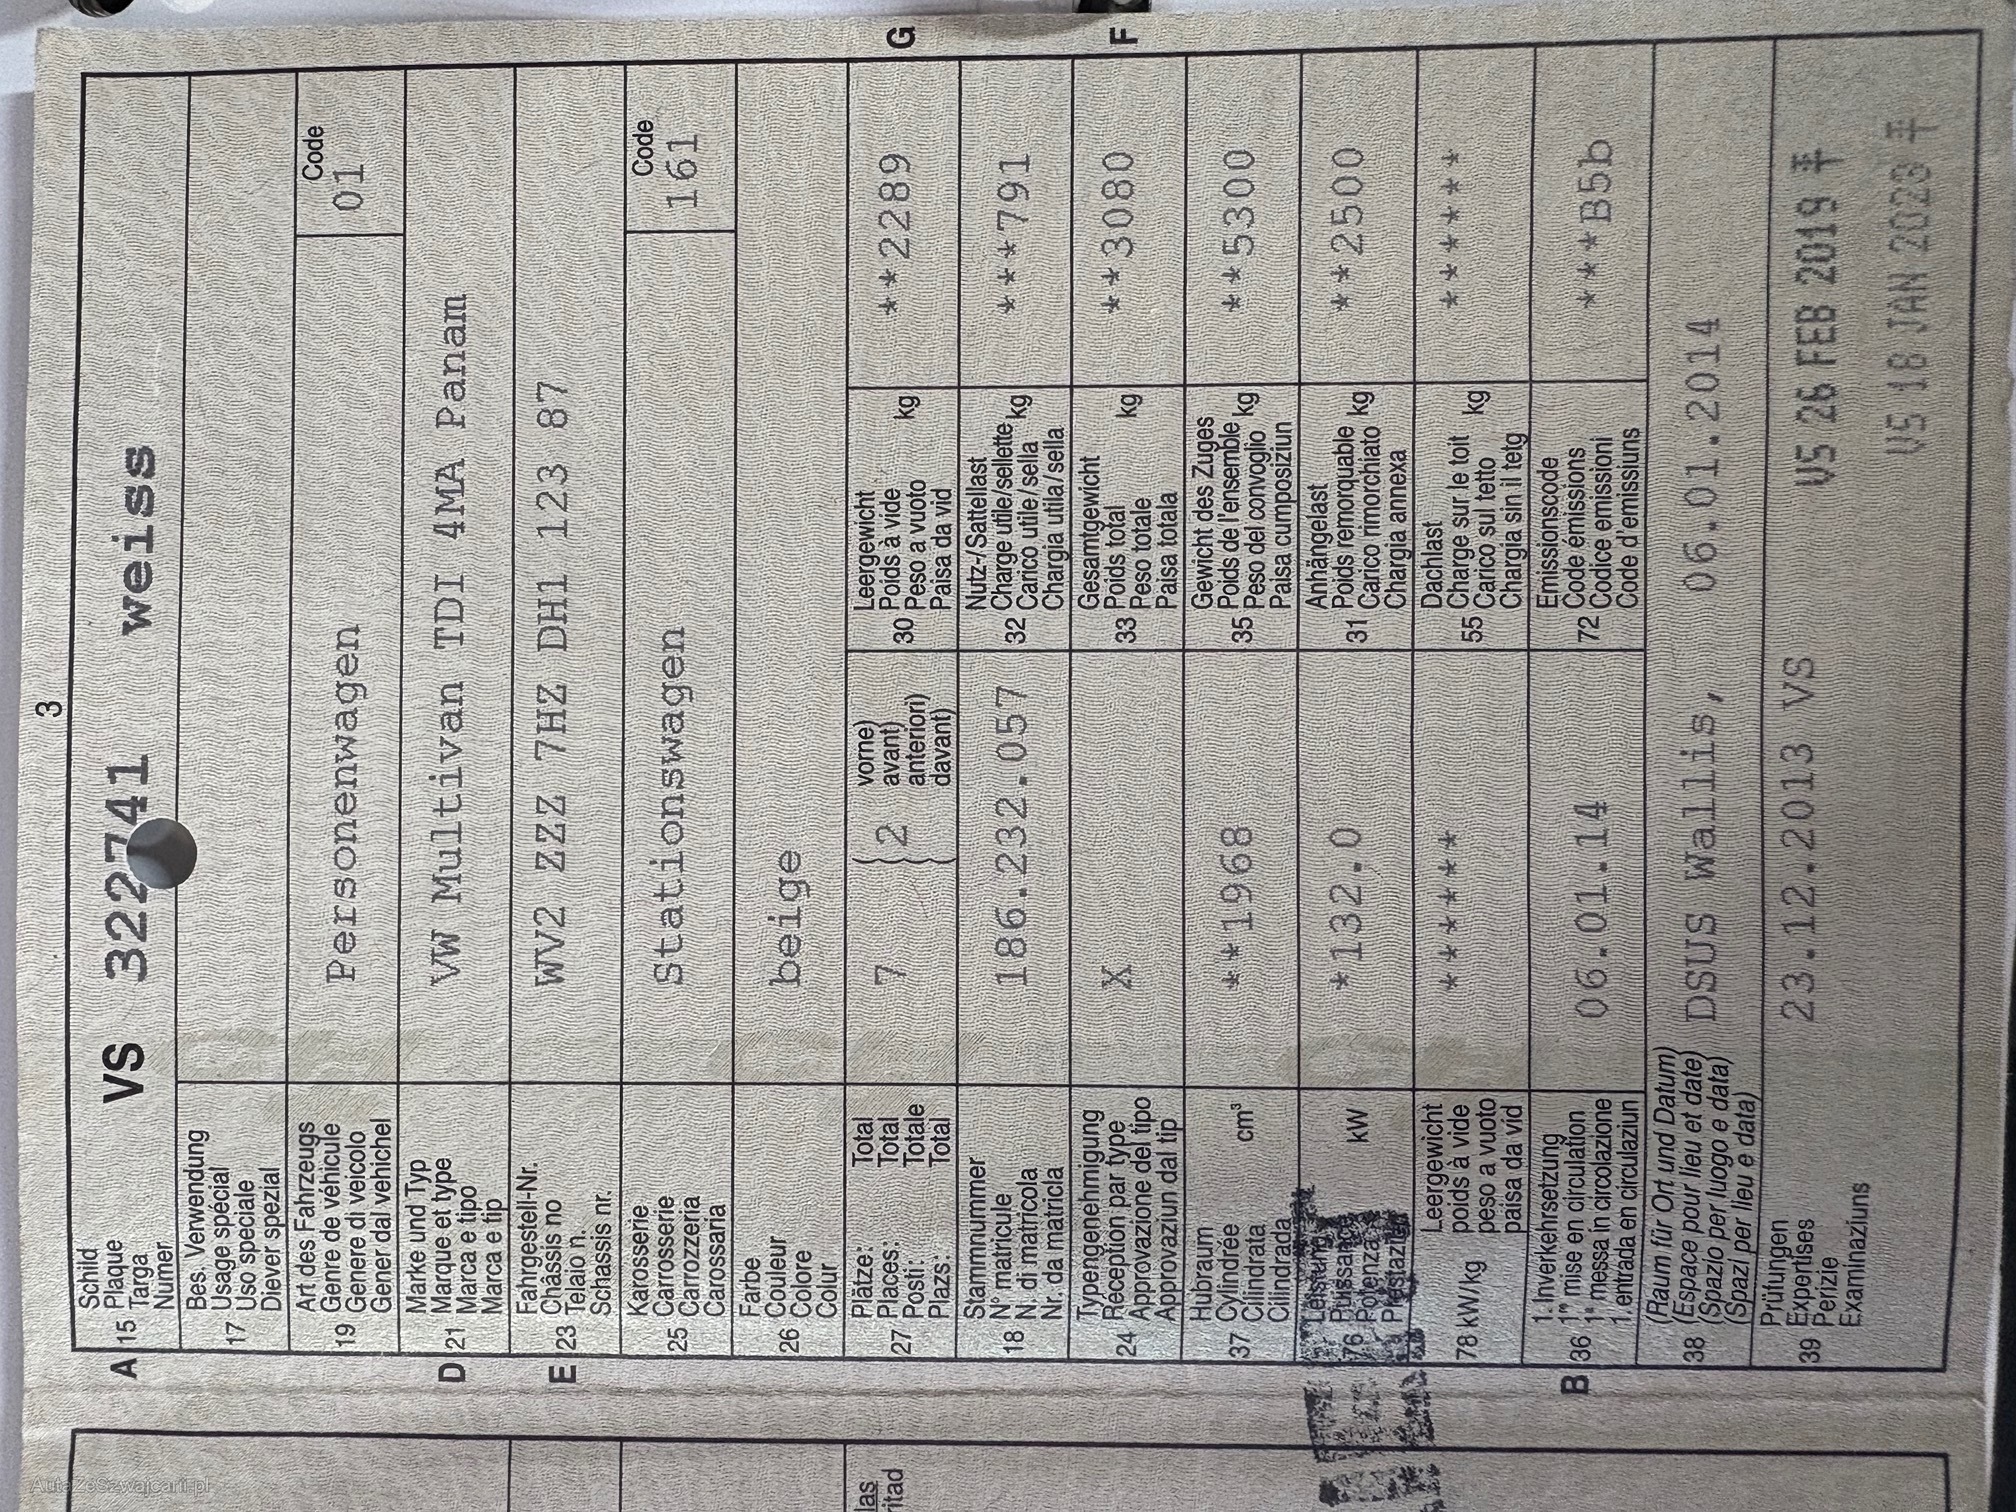 3
A 15 Schild
Plaque
Targa
Numer
VS 322741 weiss
17 Bes. Verwendung
Usage spécial
Uso speciale
Diever spezial
19 Art des Fahrzeugs
Genre de véhicule
Genere di veicolo
Gener dal vehichel
Personenwagen
Code
01
D 21 Marke und Typ
Marque et type
Marca e tipo
Marca e tip
VW Multivan TDI 4MA Panam
E 23 Fahrgestell-Nr.
Châssis no
Telaio n.
Schassis nr.
WV2 ZZZ 7HZ DH1 123 87
25 Karosserie
Carrosserie
Carrozzeria
Carossaria
Stationswagen
Code
161
26 Farbe
Couleur
Colore
Colur
beige
27 Plätze: Total
Places: Total
Posti: Totale
Plazs: Total
7
2
vorne)
avant)
anteriori)
davant)
30 Leergewicht
Poids à vide
Peso a vuoto kg
Paisa da vid
**2289
G
18 Stammnummer
N° matricule
N. di matricola
Nr. da matricla
186.232.057
32 Nutz-/Sattellast
Charge utile/sellette
Carico utile/sella kg
Chargia utila/sella
***791
24 Typengenehmigung
Réception par type
Approvazione del tipo
Approvaziun dal tip
X
33 Gesamtgewicht
Poids total kg
Peso totale
Paisa totala
**3080
F
37 Hubraum
Cylindrée cm³
Cilindrata
Cilindrada
**1968
35 Gewicht des Zuges
Poids de l'ensemble
Peso del convoglio kg
Paisa cumposiziun
**5300
76 Leistung
Puissance kW
Potenza
*132.0
31 Anhängelast
Poids remorquable
Carico rimorchiato kg
Chargia annexa
**2500
78 kW/kg Leergewicht
poids à vide
peso a vuoto
paisa da vid
******
55 Dachlast
Charge sur le toit
Carico sul tetto kg
Chargia sin il tetg
******
B 36 1. Inverkehrsetzung
1re mise en circulation
1a messa in circolazione
1. entrada en circulaziun
06.01.14
72 Emissionscode
Code émissions
Codice emissioni
Code d'emissiuns
***B5b
38 (Raum für Ort und Datum)
(Espace pour lieu et date)
(Spazio per luogo e data)
(Spazi per lieu e data)
DSUS Wallis, 06.01.2014
39 Prüfungen
Expertises
Perizie
Examinaziuns
23.12.2013 VS
VS 26 FEB 2019
VS 18 JAN 2023
las
ritad
AutaZeSzwajcarii.pl